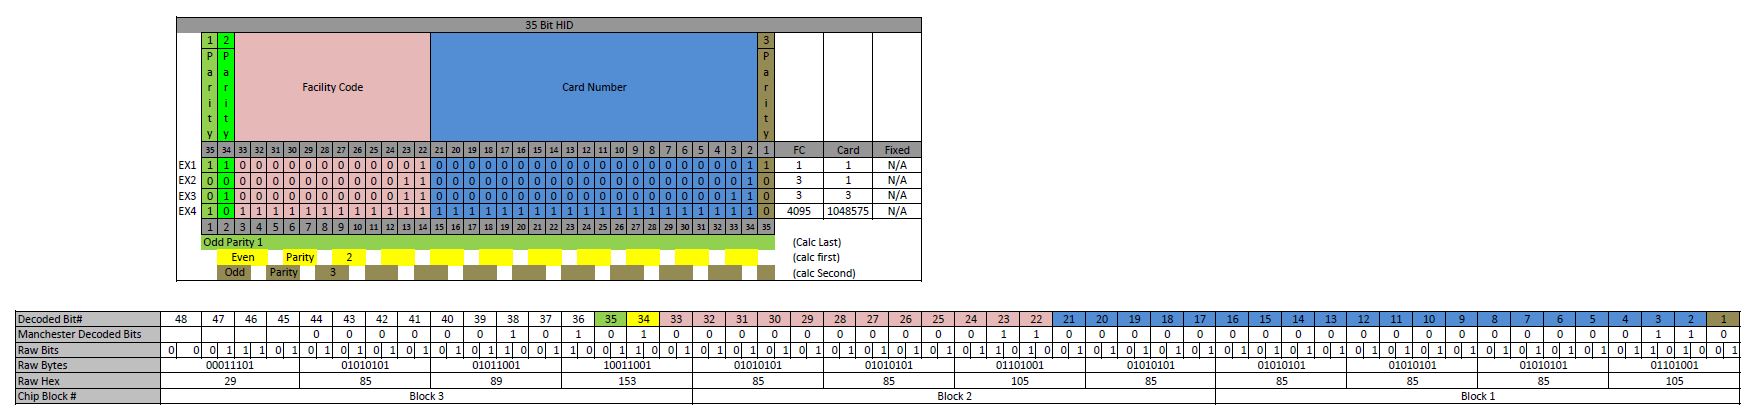 35 Bit HID
1 Parity 2 Parity Facility Code Card Number 3 Parity
35 34 33 32 31 30 29 28 27 26 25 24 23 22 21 20 19 18 17 16 15 14 13 12 11 10 9 8 7 6 5 4 3 2 1 FC Card Fixed
EX1 1 1 0 0 0 0 0 0 0 0 0 0 0 1 0 0 0 0 0 0 0 0 0 0 0 0 0 0 0 0 0 0 0 1 1 1 1 N/A
EX2 0 0 0 0 0 0 0 0 0 0 0 0 1 1 0 0 0 0 0 0 0 0 0 0 0 0 0 0 0 0 0 0 0 1 0 3 1 N/A
EX3 0 1 0 0 0 0 0 0 0 0 0 0 1 1 0 0 0 0 0 0 0 0 0 0 0 0 0 0 0 0 0 0 1 1 0 3 3 N/A
EX4 1 0 1 1 1 1 1 1 1 1 1 1 1 1 1 1 1 1 1 1 1 1 1 1 1 1 1 1 1 1 1 1 1 1 0 4095 1048575 N/A
1 2 3 4 5 6 7 8 9 10 11 12 13 14 15 16 17 18 19 20 21 22 23 24 25 26 27 28 29 30 31 32 33 34 35
Odd Parity 1 (Calc Last)
Even Parity 2 (calc first)
Odd Parity 3 (calc Second)
Decoded Bit# 48 47 46 45 44 43 42 41 40 39 38 37 36 35 34 33 32 31 30 29 28 27 26 25 24 23 22 21 20 19 18 17 16 15 14 13 12 11 10 9 8 7 6 5 4 3 2 1
Manchester Decoded Bits 0 0 0 0 0 0 1 0 1 0 1 0 0 0 0 0 0 0 0 0 0 1 1 0 0 0 0 0 0 0 0 0 0 0 0 0 0 0 0 0 0 1 1 0
Raw Bits 0 0 0 1 1 1 0 1 0 1 0 1 0 1 0 1 0 1 0 1 1 0 0 1 1 0 0 1 1 0 0 1 0 1 0 1 0 1 0 1 0 1 0 1 0 1 0 1 0 1 1 0 1 0 0 1 0 1 0 1 0 1 0 1 0 1 0 1 0 1 0 1 0 1 0 1 0 1 0 1 0 1 0 1 0 1 0 1 0 1 1 0 1 0 0 1
Raw Bytes 00011101 01010101 01011001 10011001 01010101 01010101 01101001 01010101 01010101 01010101 01010101 01101001
Raw Hex 29 85 89 153 85 85 105 85 85 85 85 105
Chip Block # Block 3 Block 2 Block 1